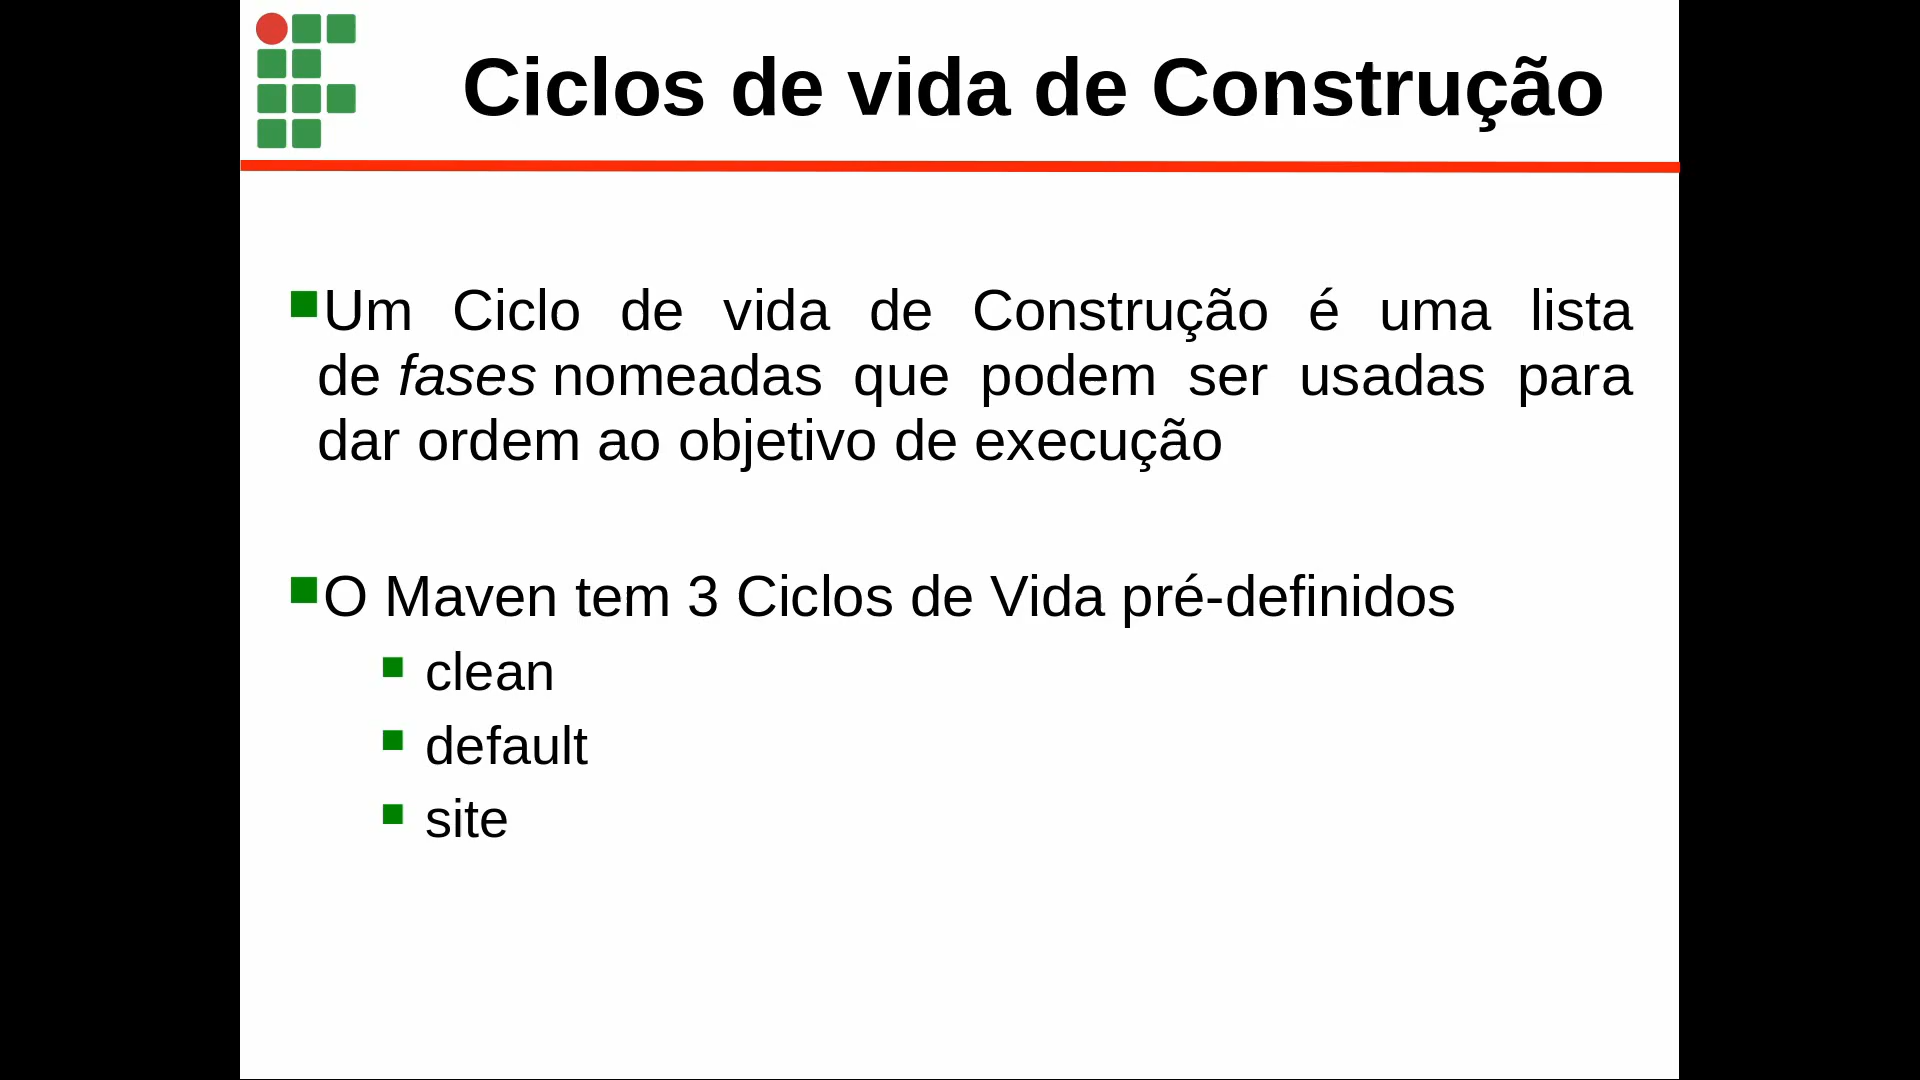 Ciclos de vida de Construção
Um Ciclo de vida de Construção é uma lista
de fases nomeadas que podem ser usadas para
dar ordem ao objetivo de execução
O Maven tem 3 Ciclos de Vida pré-definidos
clean
default
site